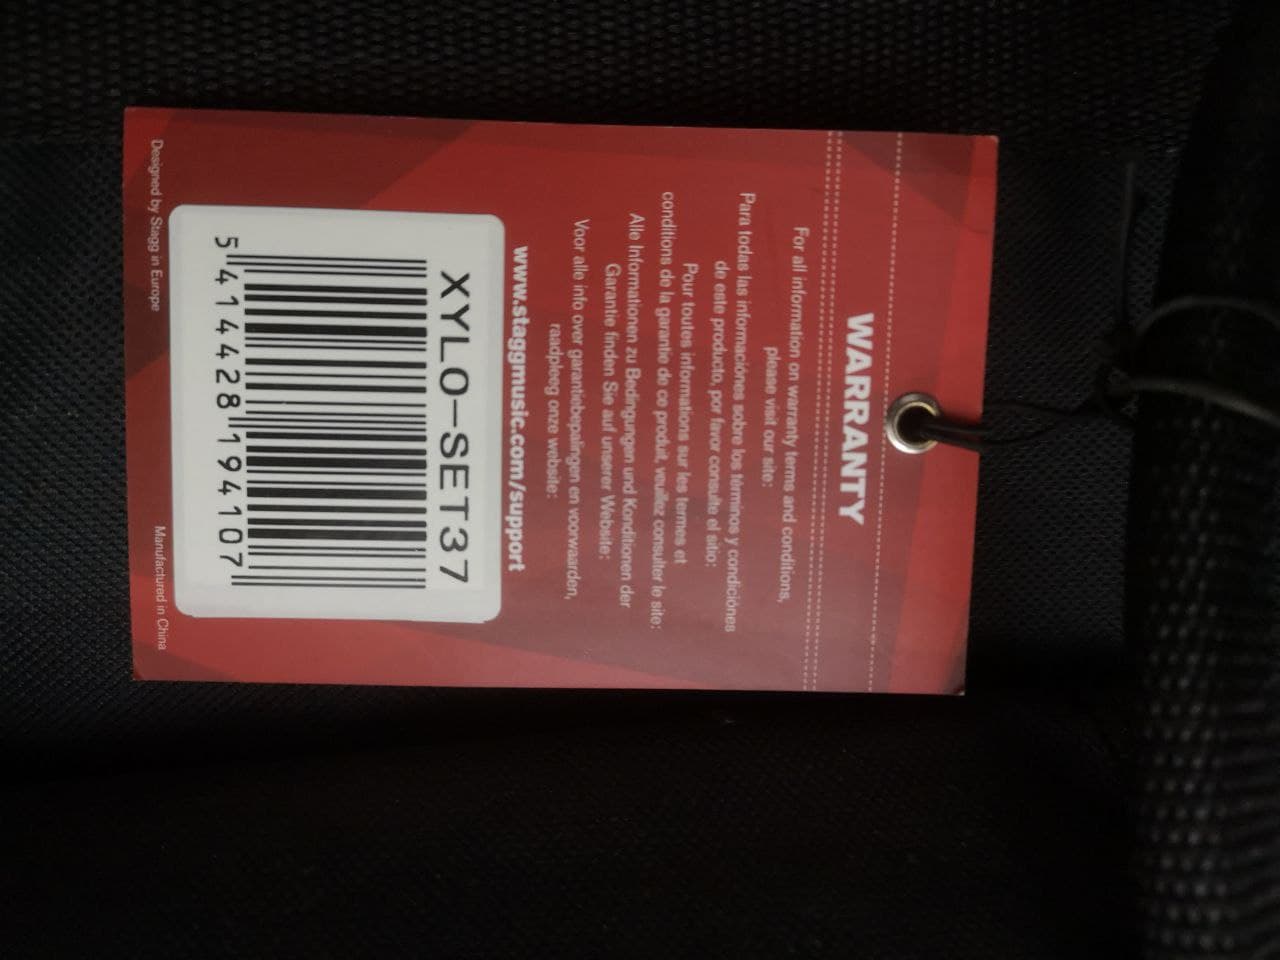 WARRANTY
For all information on warranty terms and conditions,
please visit our site:
Para todas las informaciónes sobre los términos y condiciónes
de este producto, por favor consulte el sitio:
Pour toutes informations sur les termes et
conditions de la garantie de ce produit, veuillez consulter le site:
Alle Informationen zu Bedingungen und Konditionen der
Garantie finden Sie auf unserer Website:
Voor alle info over garantiebepalingen en voorwaarden,
raadpleeg onze website:
www.staggmusic.com/support
XYLO-SET37
5 414428 194107
Designed by Stagg in Europe
Manufactured in China